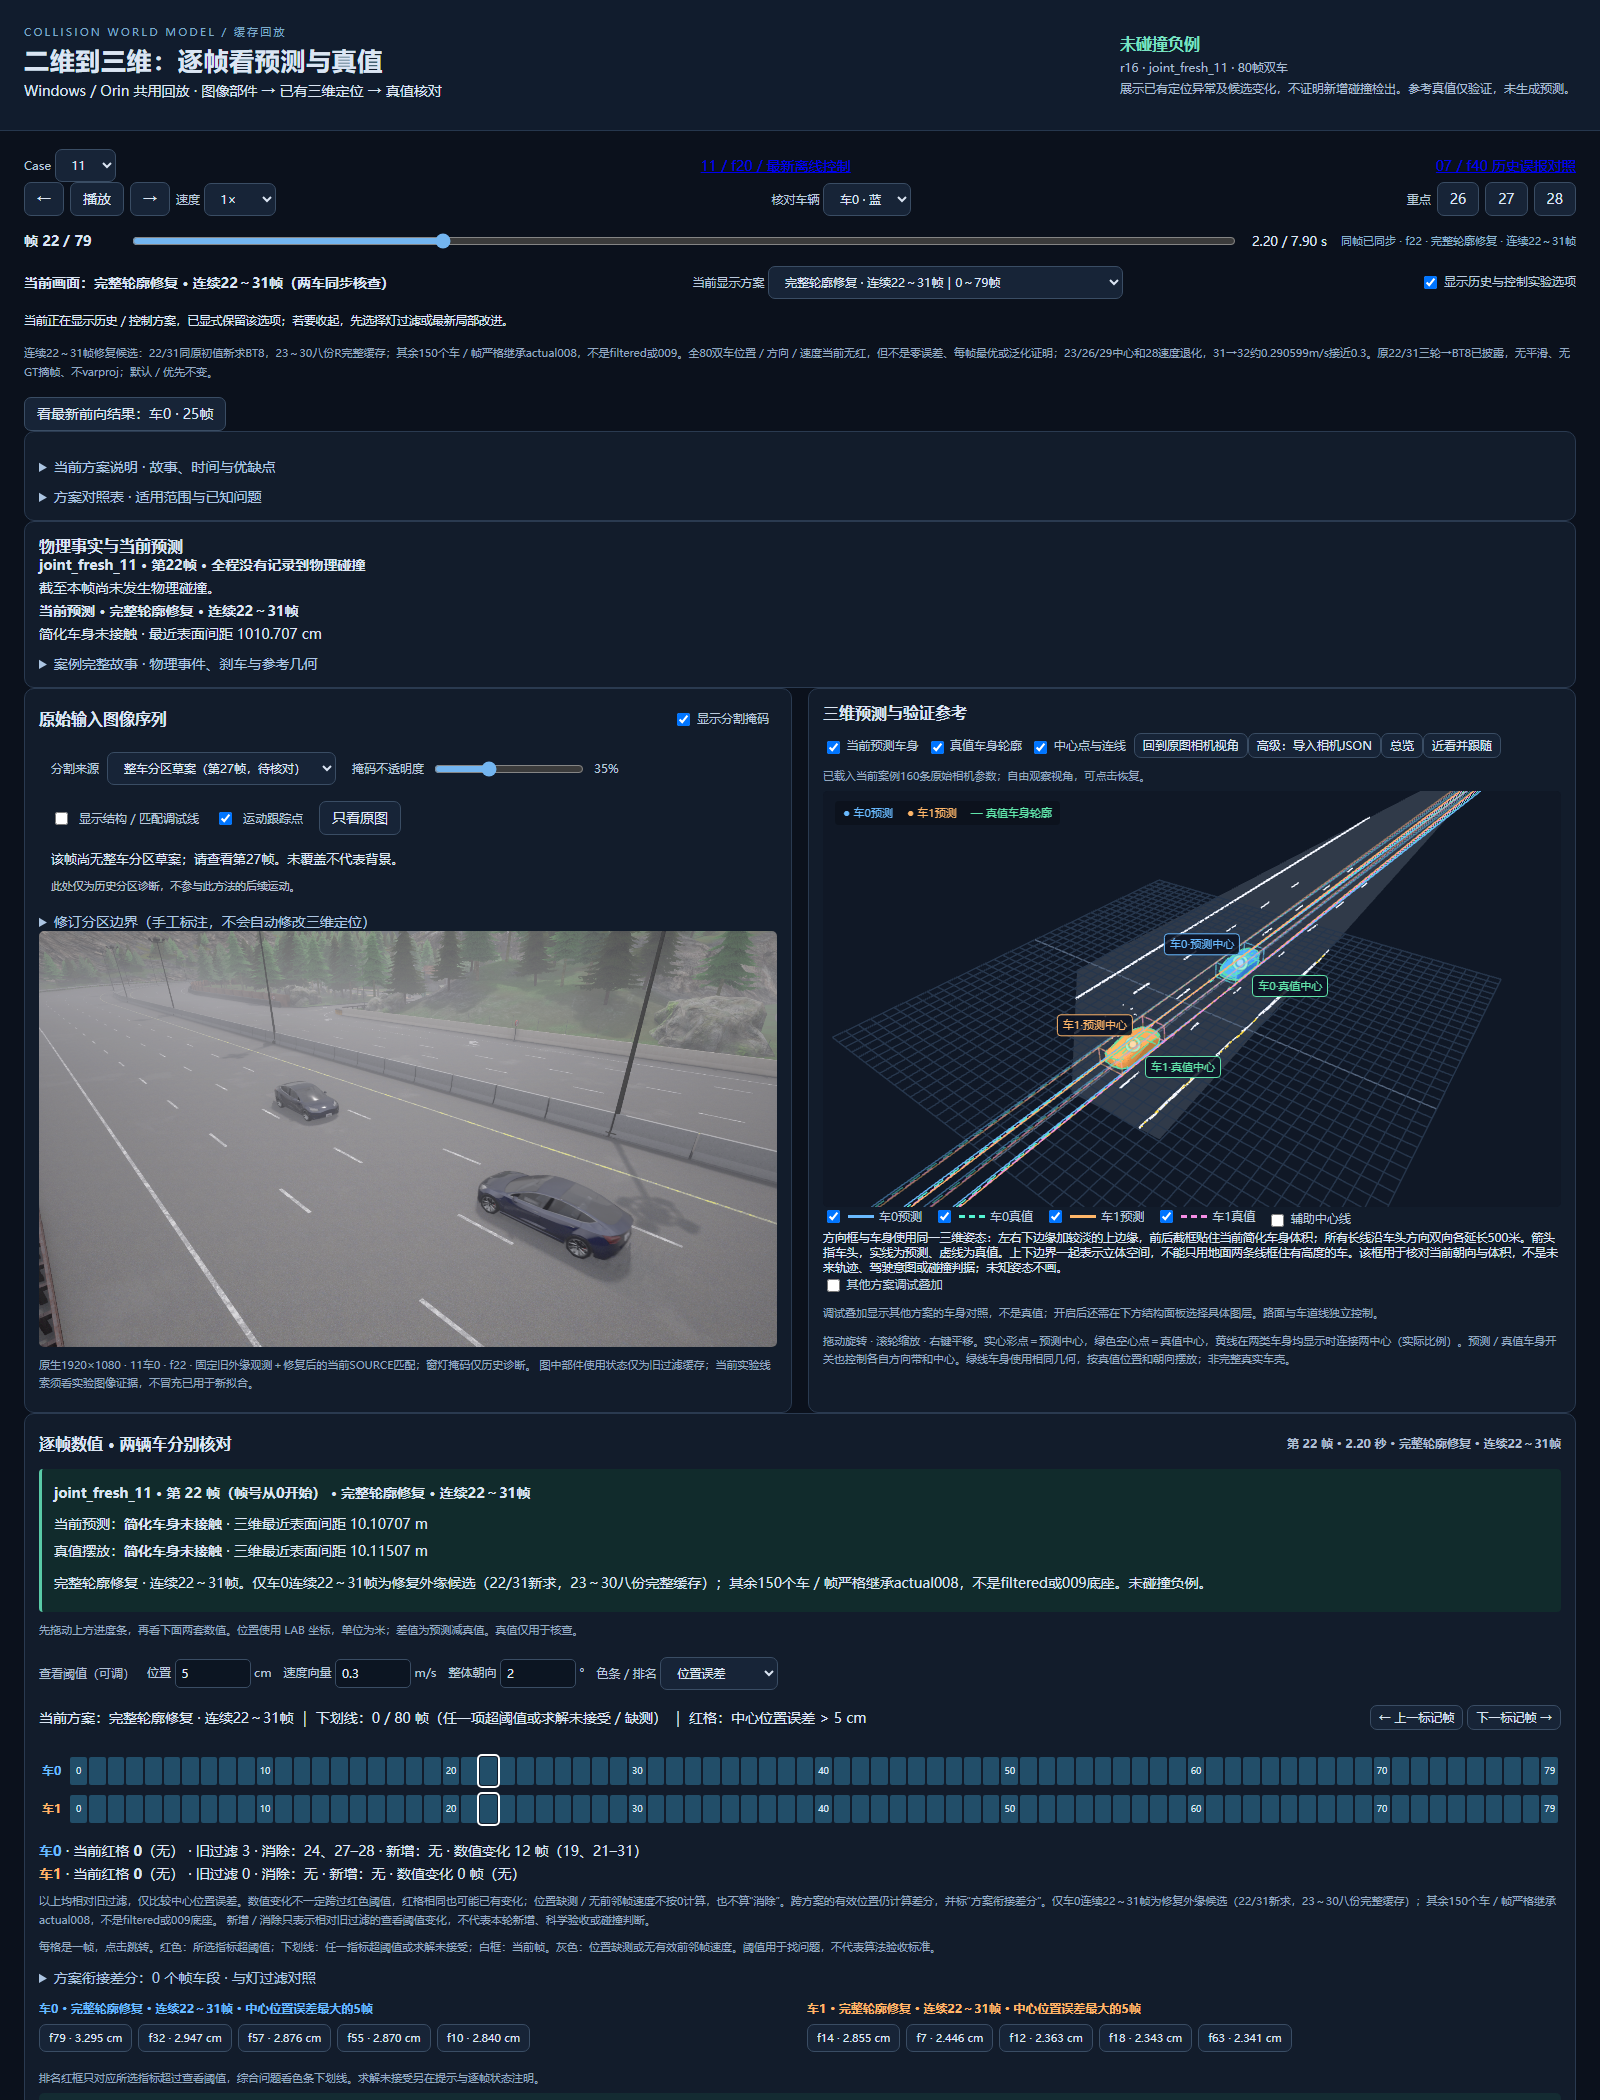 COLLISION WORLD MODEL / 缓存回放
二维到三维：逐帧看预测与真值
Windows / Orin 共用回放 · 图像部件 → 已有三维定位 → 真值核对
未碰撞负例
r16 · joint_fresh_11 · 80帧双车
展示已有定位异常及候选变化，不证明新增碰撞检出。参考真值仅验证，未生成预测。
Case 11
11 / f20 / 最新离线控制
07 / f40 历史误报对照
← 播放 → 速度 1×
核对车辆 车0 · 蓝
重点 26 27 28
帧 22 / 79
2.20 / 7.90 s 同帧已同步 · f22 · 完整轮廓修复 · 连续22～31帧
当前画面：完整轮廓修复 • 连续22～31帧（两车同步核查）
当前显示方案 完整轮廓修复 · 连续22～31帧 | 0～79帧
显示历史与控制实验选项
当前正在显示历史 / 控制方案，已显式保留该选项；若要收起，先选择灯过滤或最新局部改进。
连续22～31帧修复候选：22/31同原初值新求BT8，23～30八份R完整缓存；其余150个车 / 帧严格继承actual008，不是filtered或009。全80双车位置 / 方向 / 速度当前无红，但不是零误差、每帧最优或泛化证明；23/26/29中心和28速度退化，31→32约0.290599m/s接近0.3。原22/31三轮→BT8已披露，无平滑、无
GT摘帧、不varproj；默认 / 优先不变。
看最新前向结果：车0 · 25帧
▶ 当前方案说明 · 故事、时间与优缺点
▶ 方案对照表 · 适用范围与已知问题
物理事实与当前预测
joint_fresh_11 • 第22帧 • 全程没有记录到物理碰撞
截至本帧尚未发生物理碰撞。
当前预测 • 完整轮廓修复 • 连续22～31帧
简化车身未接触 · 最近表面间距 1010.707 cm
▶ 案例完整故事 · 物理事件、刹车与参考几何
原始输入图像序列
显示分割掩码
分割来源 整车分区草案（第27帧，待核对） 掩码不透明度 35%
显示结构 / 匹配调试线 运动跟踪点 只看原图
该帧尚无整车分区草案；请查看第27帧。未覆盖不代表背景。
此处仅为历史分区诊断，不参与此方法的后续运动。
▶ 修订分区边界（手工标注，不会自动修改三维定位）
原生1920×1080 · 11车0 · f22 · 固定旧外缘观测＋修复后的当前SOURCE匹配；窗灯掩码仅历史诊断。 图中部件使用状态仅为旧过滤缓存；当前实验线
索须看实验图像证据，不冒充已用于新拟合。
三维预测与验证参考
当前预测车身 真值车身轮廓 中心点与连线 回到原图相机视角 高级：导入相机JSON 总览 近看并跟随
已载入当前案例160条原始相机参数；自由观察视角，可点击恢复。
● 车0预测 ● 车1预测 — 真值车身轮廓
车0·预测中心
车0·真值中心
车1·预测中心
车1·真值中心
车0预测 车0真值 车1预测 车1真值 辅助中心线
方向框与车身使用同一三维姿态：左右下边缘加较淡的上边缘，前后截框贴住当前简化车身体积；所有长线沿车头方向双向各延长500米。箭头
指车头，实线为预测、虚线为真值。上下边界一起表示立体空间，不能只用地面两条线框住有高度的车。该框用于核对当前朝向与体积，不是未
来轨迹、驾驶意图或碰撞判据；未知姿态不画。
其他方案调试叠加
调试叠加显示其他方案的车身对照，不是真值；开启后还需在下方结构面板选择具体图层。路面与车道线独立控制。
拖动旋转 · 滚轮缩放 · 右键平移。实心彩点＝预测中心，绿色空心点＝真值中心，黄线在两类车身均显示时连接两中心（实际比例）。预测 / 真值车身开
关也控制各自方向带和中心。绿线车身使用相同几何，按真值位置和朝向摆放；非完整真实车壳。
逐帧数值 • 两辆车分别核对
第 22 帧 • 2.20 秒 • 完整轮廓修复 • 连续22～31帧
joint_fresh_11 • 第 22 帧（帧号从0开始） • 完整轮廓修复 • 连续22～31帧
当前预测：简化车身未接触 · 三维最近表面间距 10.10707 m
真值摆放：简化车身未接触 · 三维最近表面间距 10.11507 m
完整轮廓修复 · 连续22～31帧。仅车0连续22～31帧为修复外缘候选（22/31新求，23～30八份完整缓存）；其余150个车 / 帧严格继承actual008，不是filtered或009底座。未碰撞负例。
先拖动上方进度条，再看下面两套数值。位置使用 LAB 坐标，单位为米；差值为预测减真值。真值仅用于核查。
查看阈值（可调） 位置 5 cm 速度向量 0.3 m/s 整体朝向 2 ° 色条 / 排名 位置误差
当前方案：完整轮廓修复 · 连续22～31帧 ｜ 下划线：0 / 80 帧（任一项超阈值或求解未接受 / 缺测） ｜ 红格：中心位置误差 > 5 cm
← 上一标记帧 下一标记帧 →
车0 0 10 20 30 40 50 60 70 79
车1 0 10 20 30 40 50 60 70 79
车0 · 当前红格 0（无） · 旧过滤 3 · 消除：24、27–28 · 新增：无 · 数值变化 12 帧（19、21–31）
车1 · 当前红格 0（无） · 旧过滤 0 · 消除：无 · 新增：无 · 数值变化 0 帧（无）
以上均相对旧过滤，仅比较中心位置误差。数值变化不一定跨过红色阈值，红格相同也可能已有变化；位置缺测 / 无前邻帧速度不按0计算，也不算“消除”。跨方案的有效位置仍计算差分，并标“方案衔接差分”。仅车0连续22～31帧为修复外缘候选（22/31新求，23～30八份完整缓存）；其余150个车 / 帧严格继承
actual008，不是filtered或009底座。 新增 / 消除只表示相对旧过滤的查看阈值变化，不代表本轮新增、科学验收或碰撞判断。
每格是一帧，点击跳转。红色：所选指标超阈值；下划线：任一指标超阈值或求解未接受；白框：当前帧。灰色：位置缺测或无有效前邻帧速度。阈值用于找问题，不代表算法验收标准。
▶ 方案衔接差分：0 个帧车段 · 与灯过滤对照
车0 • 完整轮廓修复 • 连续22～31帧 • 中心位置误差最大的5帧
f79 · 3.295 cm f32 · 2.947 cm f57 · 2.876 cm f55 · 2.870 cm f10 · 2.840 cm
车1 • 完整轮廓修复 • 连续22～31帧 • 中心位置误差最大的5帧
f14 · 2.855 cm f7 · 2.446 cm f12 · 2.363 cm f18 · 2.343 cm f63 · 2.341 cm
排名红框只对应所选指标超过查看阈值，综合问题看色条下划线。求解未接受另在提示与逐帧状态注明。